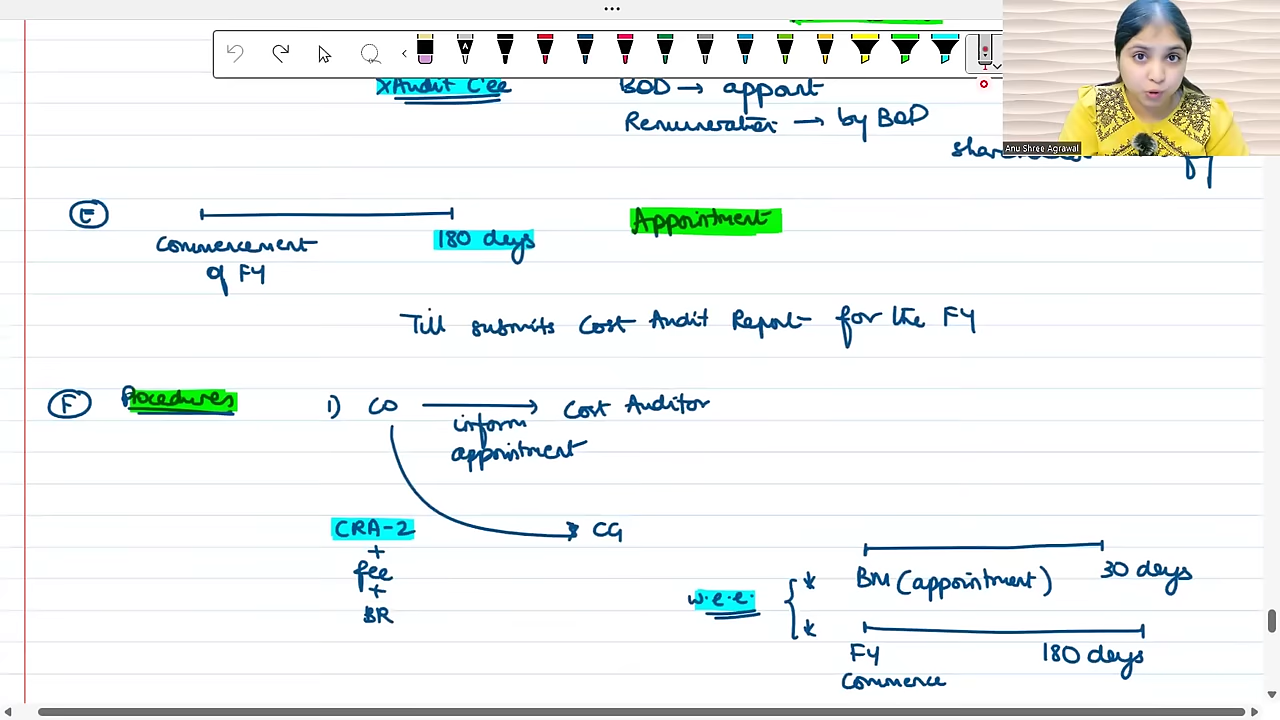 xAudit C'ee
BOD → appoint
Remuneration → by BOD
Anu Shree Agrawal
E
Commencement
of FY
180 days
Appointment
Till submits Cost Audit Report for the FY
F Procedures
1) CO → Cost Auditor
inform
appointment
CRA-2
+
fee
+
BR
CG
w.e.e.
BM (appointment) 30 days
FY
Commence
180 days